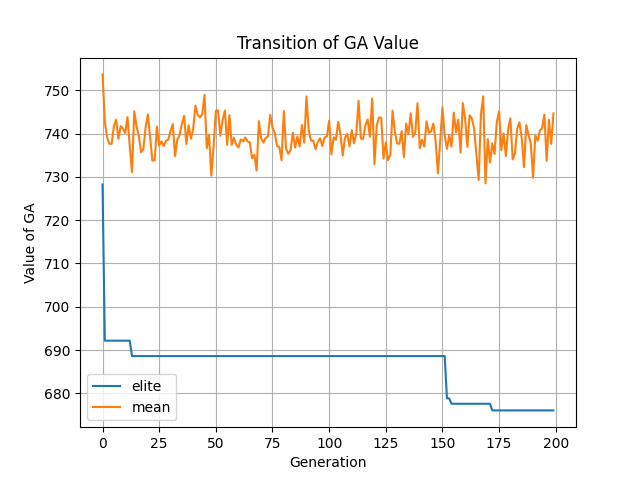 Transition of GA Value
Value of GA
750
740
730
720
710
700
690
680
elite
mean
0 25 50 75 100 125 150 175 200
Generation